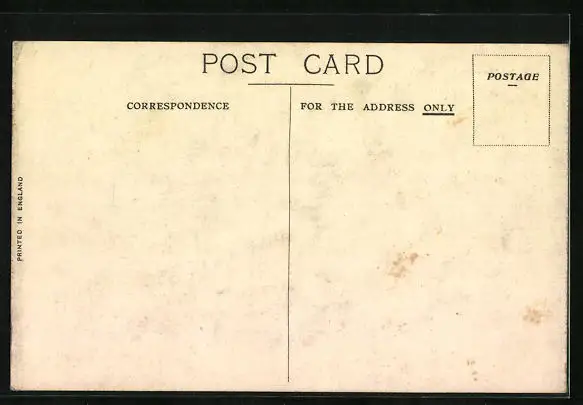 POST CARD
POSTAGE
CORRESPONDENCE
FOR THE ADDRESS ONLY
PRINTED IN ENGLAND